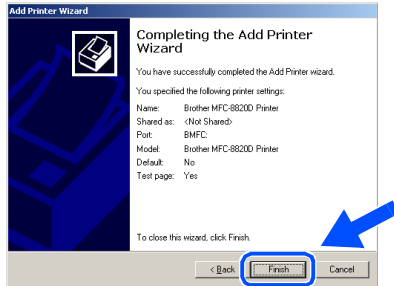 Add Printer Wizard
Completing the Add Printer
Wizard
You have successfully completed the Add Printer wizard.
You specified the following printer settings:
Name: Brother MFC-8820D Printer
Shared as: <Not Shared>
Port: BMFC:
Model: Brother MFC-8820D Printer
Default: No
Test page: Yes
To close this wizard, click Finish.
< Back Finish Cancel